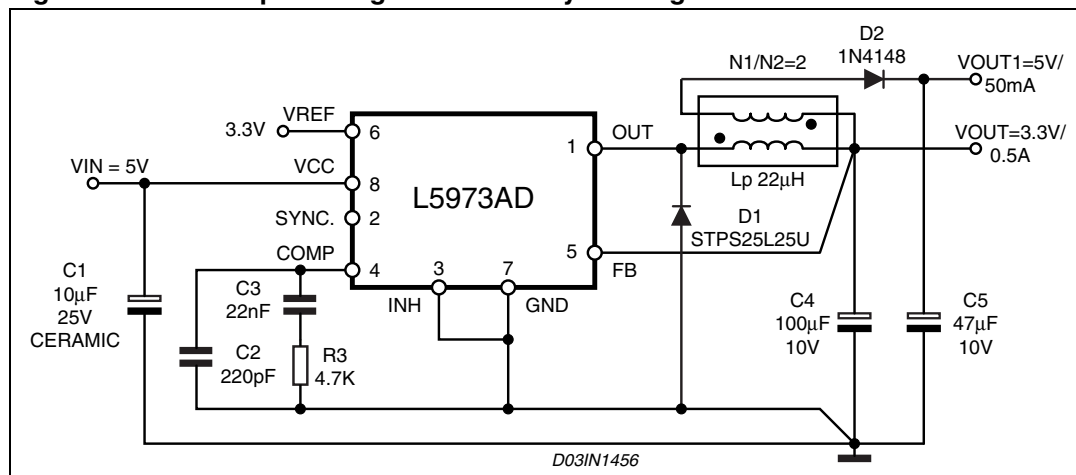 D2
1N4148
N1/N2=2
VOUT1=5V/
50mA
VREF
3.3V
6
1
OUT
VOUT=3.3V/
0.5A
VIN = 5V
VCC
8
L5973AD
Lp 22µH
SYNC.
2
D1
STPS25L25U
COMP
4
3
7
5
FB
INH
GND
C1
10µF
25V
CERAMIC
C3
22nF
C2
220pF
R3
4.7K
C4
100µF
10V
C5
47µF
10V
D03IN1456